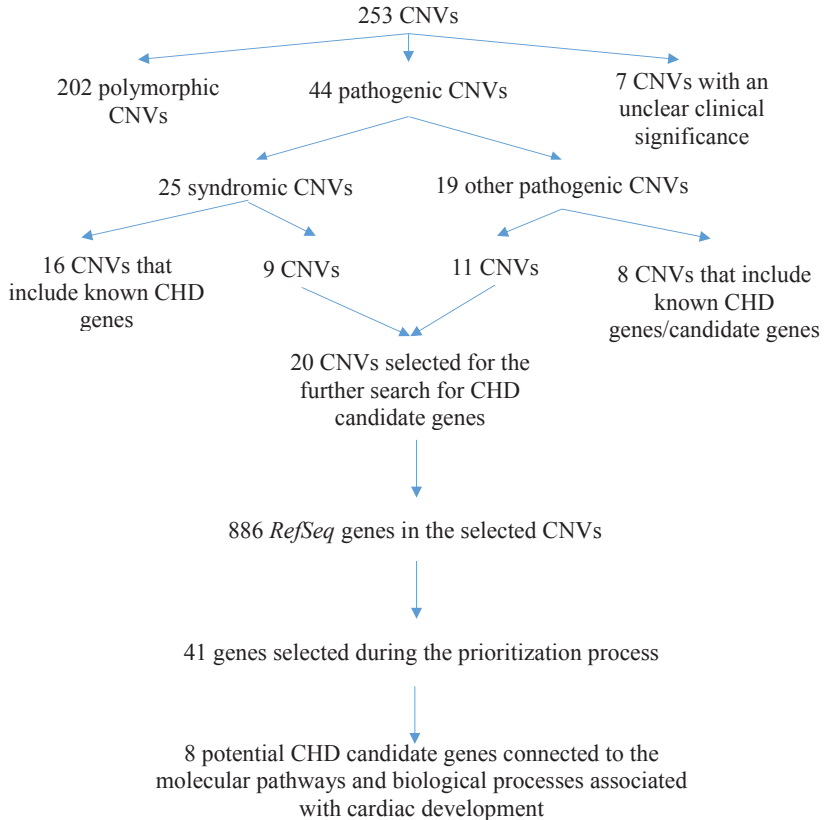 253 CNVs
202 polymorphic
CNVs
44 pathogenic CNVs
7 CNVs with an
unclear clinical
significance
25 syndromic CNVs
19 other pathogenic CNVs
16 CNVs that
include known CHD
genes
9 CNVs
11 CNVs
8 CNVs that include
known CHD
genes/candidate genes
20 CNVs selected for the
further search for CHD
candidate genes
886 RefSeq genes in the selected CNVs
41 genes selected during the prioritization process
8 potential CHD candidate genes connected to the
molecular pathways and biological processes associated
with cardiac development